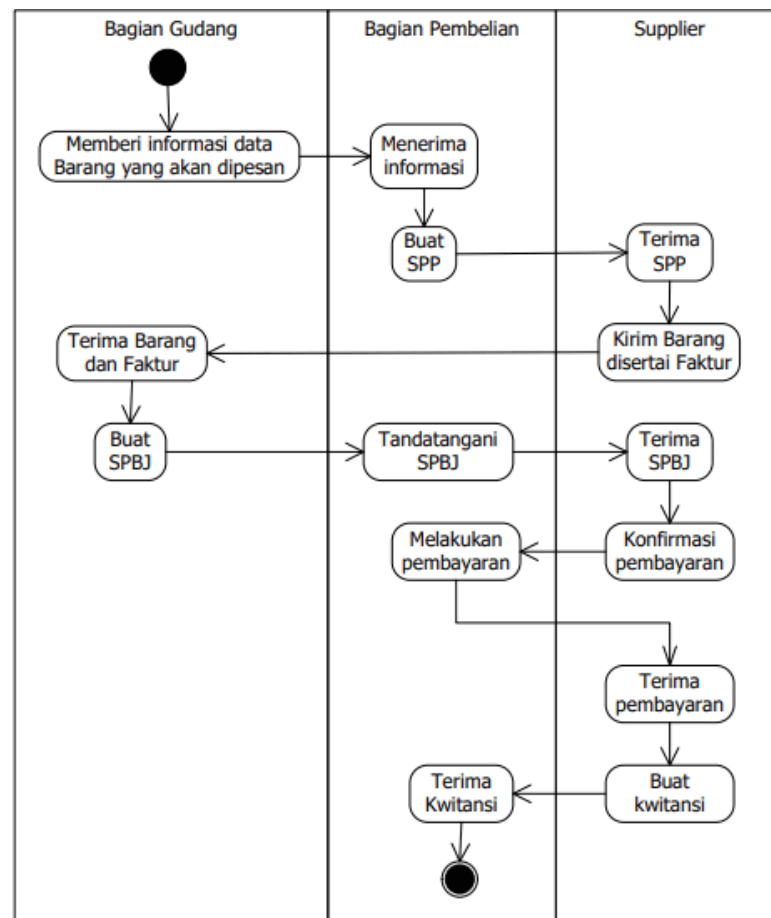 Bagian Gudang
Bagian Pembelian
Supplier
Memberi informasi data
Barang yang akan dipesan
Menerima
informasi
Buat
SPP
Terima
SPP
Kirim Barang
disertai Faktur
Terima Barang
dan Faktur
Buat
SPBJ
Tandatangani
SPBJ
Terima
SPBJ
Konfirmasi
pembayaran
Melakukan
pembayaran
Terima
pembayaran
Buat
kwitansi
Terima
Kwitansi